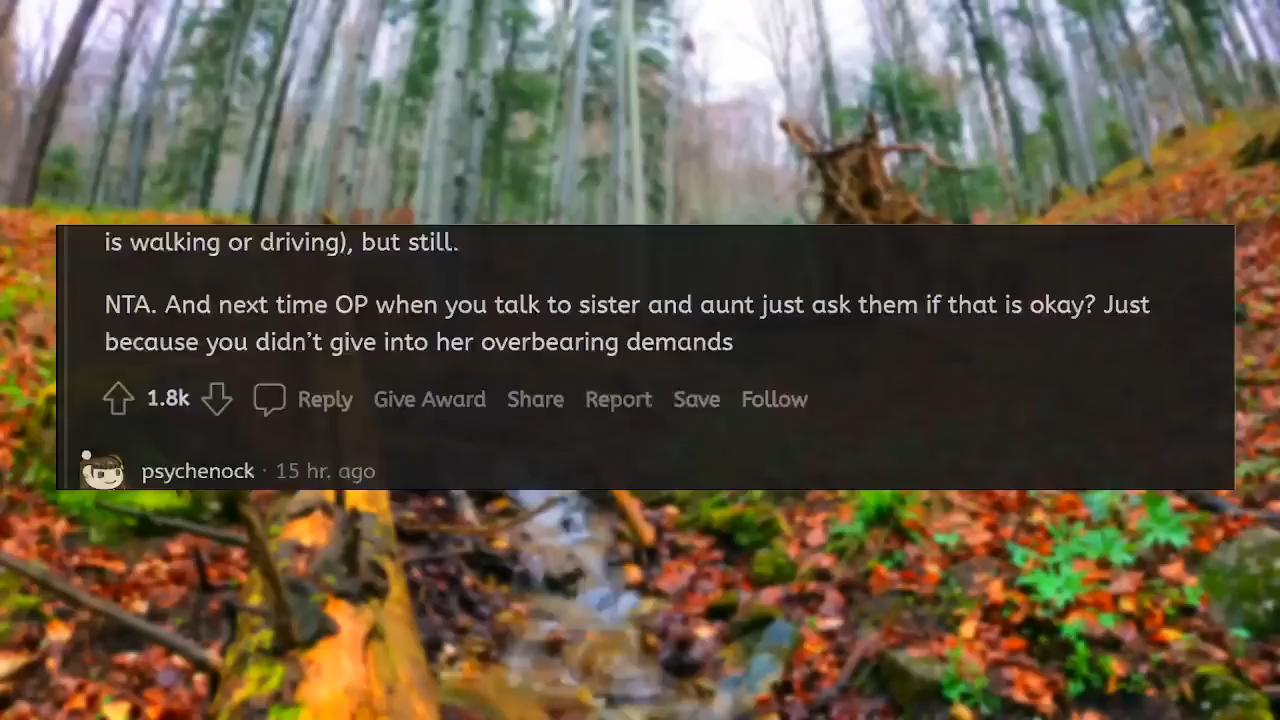 is walking or driving), but still.
NTA. And next time OP when you talk to sister and aunt just ask them if that is okay? Just
because you didn't give into her overbearing demands
1.8k Reply Give Award Share Report Save Follow
psychenock · 15 hr. ago